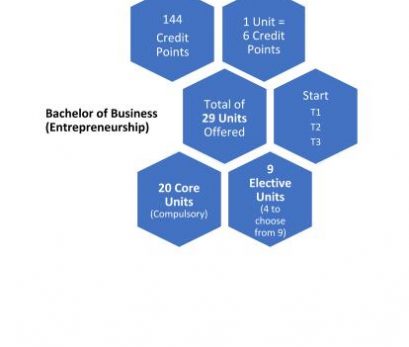 144
Credit
Points
1 Unit =
6 Credit
Points
Bachelor of Business
(Entrepreneurship)
Total of
29 Units
Offered
Start
T1
T2
T3
20 Core
Units
(Compulsory)
9
Elective
Units
(4 to
choose
from 9)